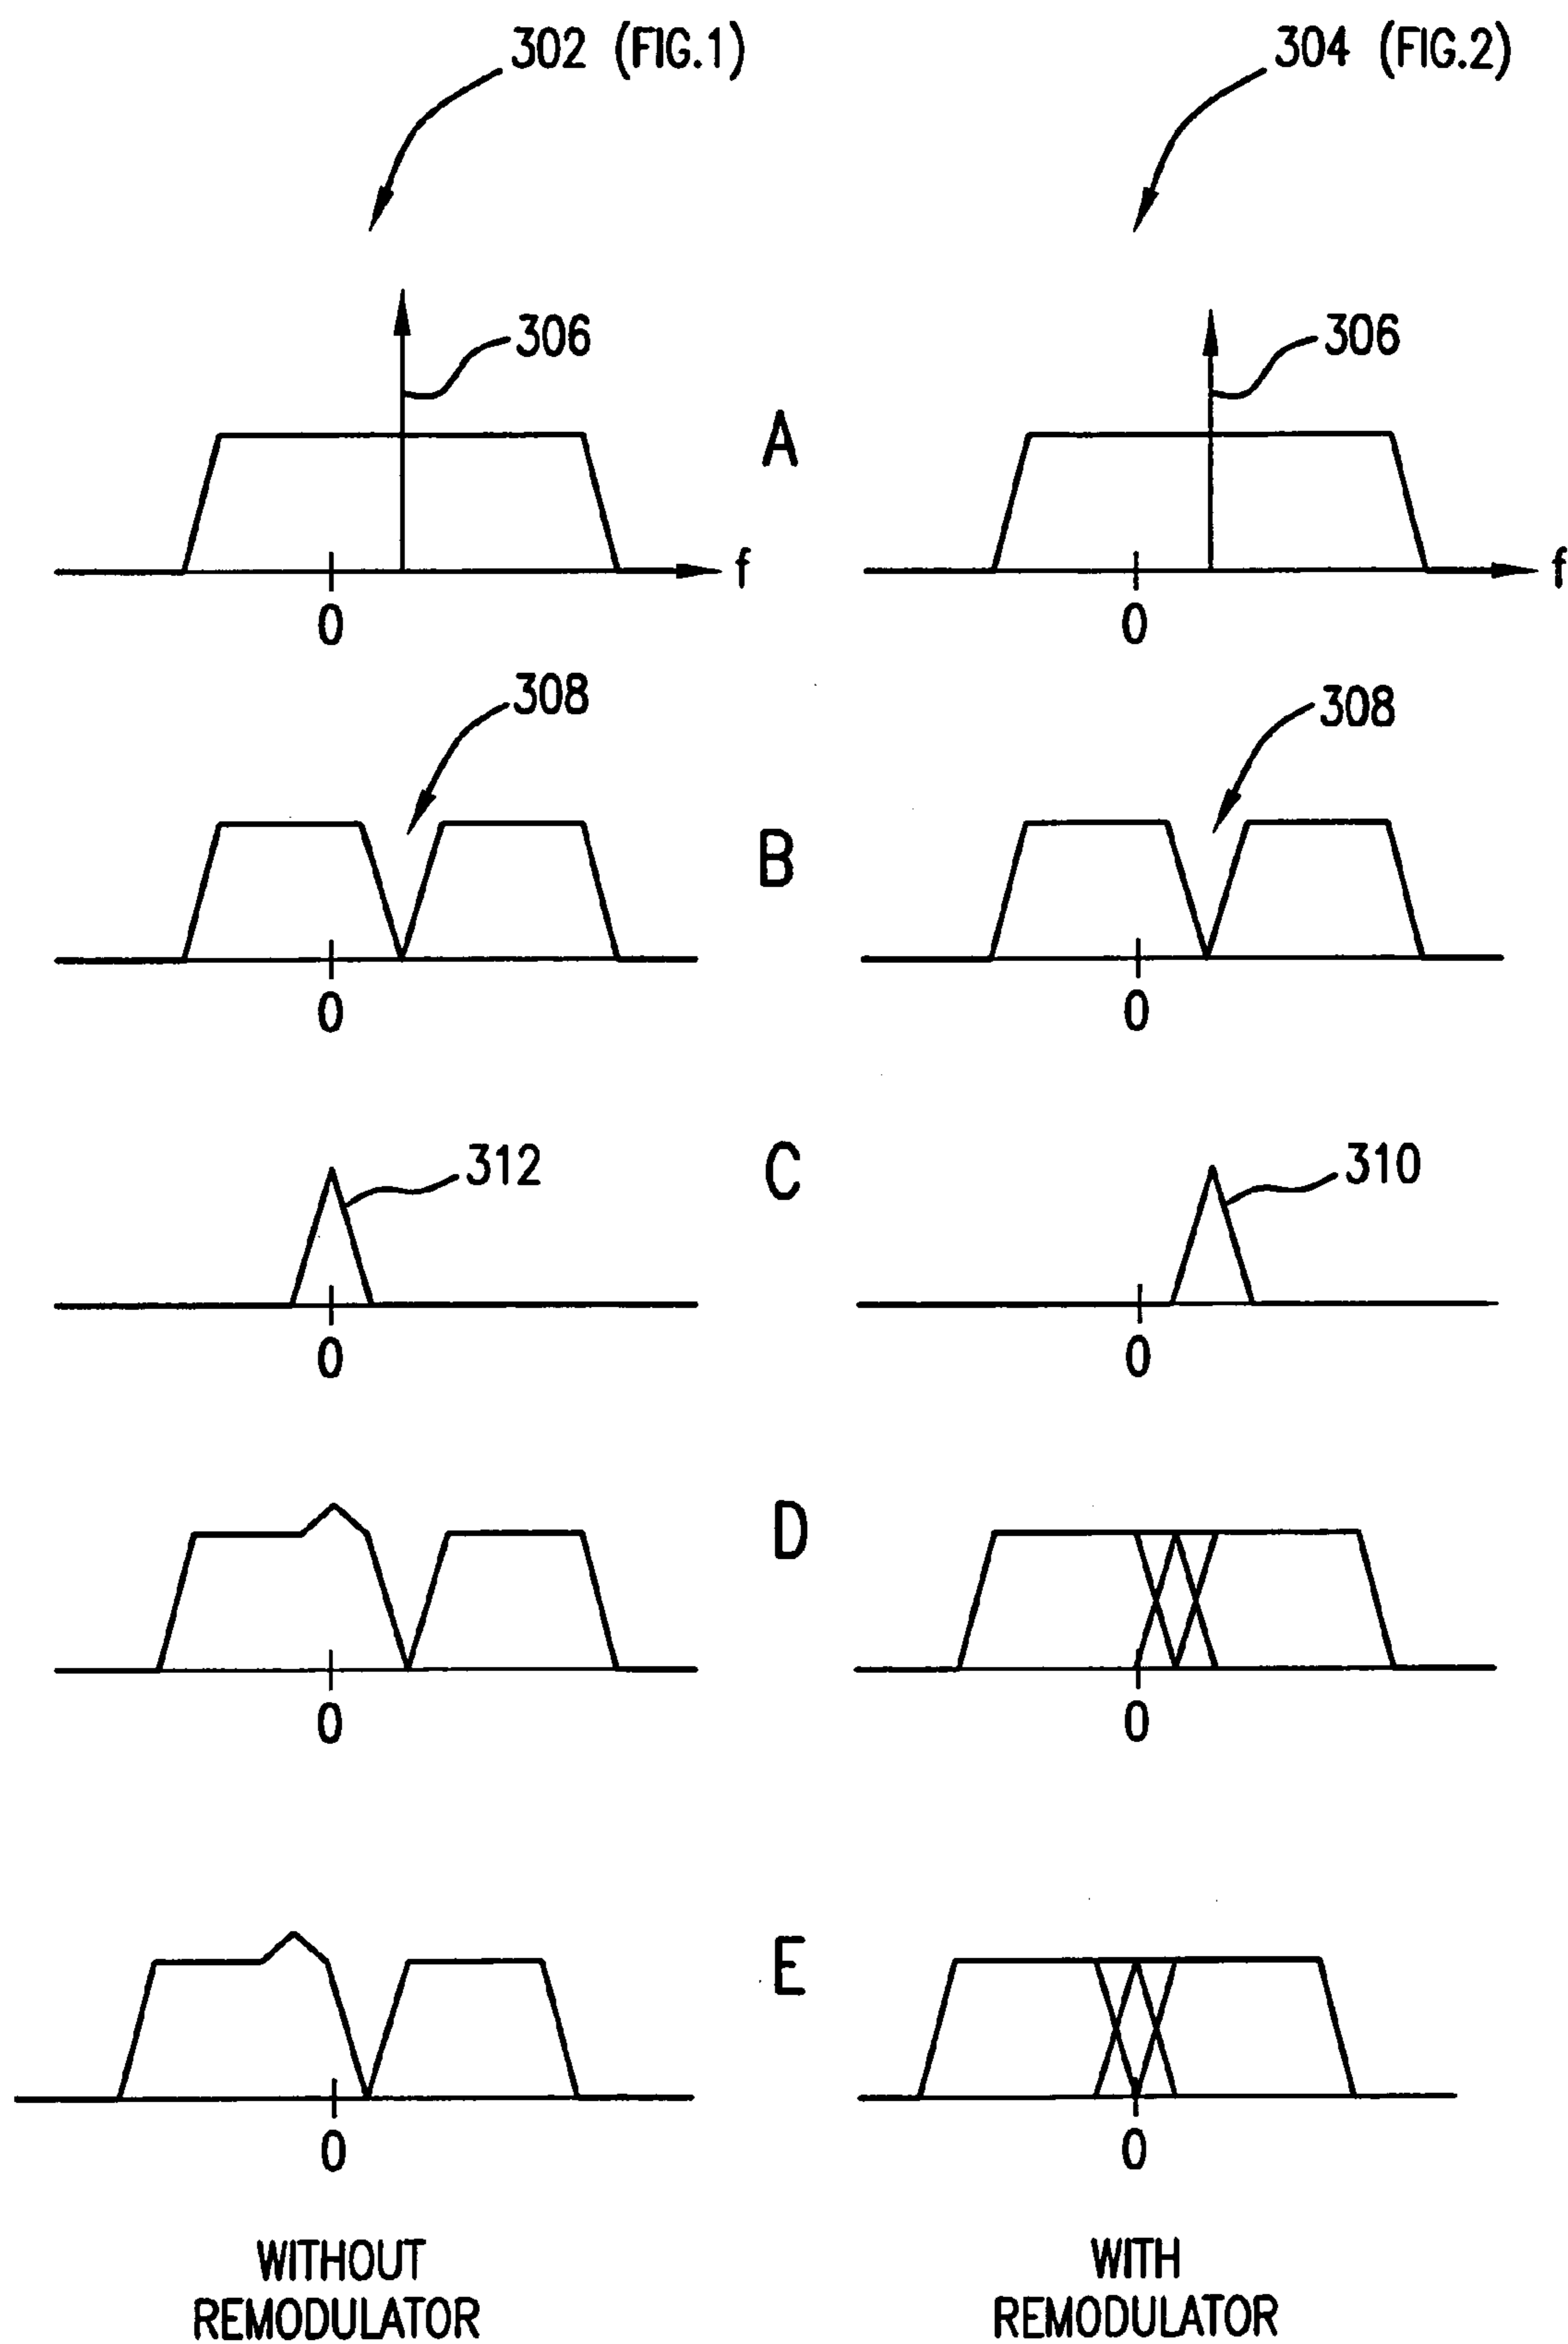 302 (FIG.1)
304 (FIG.2)
306
306
A
f
f
0
0
308
308
B
0
0
312
C
310
0
0
D
0
0
E
0
0
WITHOUT
REMODULATOR
WITH
REMODULATOR